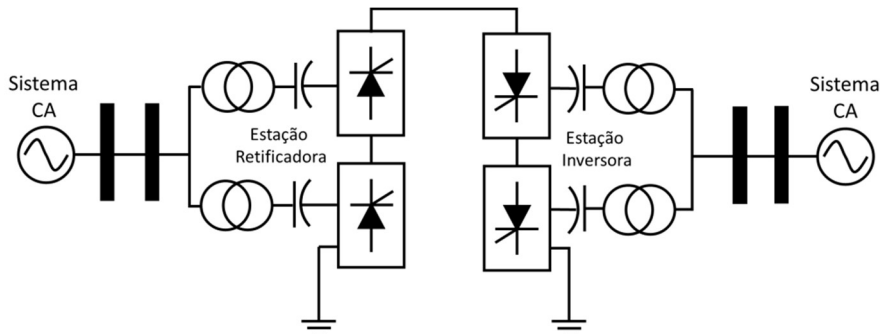 Sistema
CA
Estação
Retificadora
Estação
Inversora
Sistema
CA